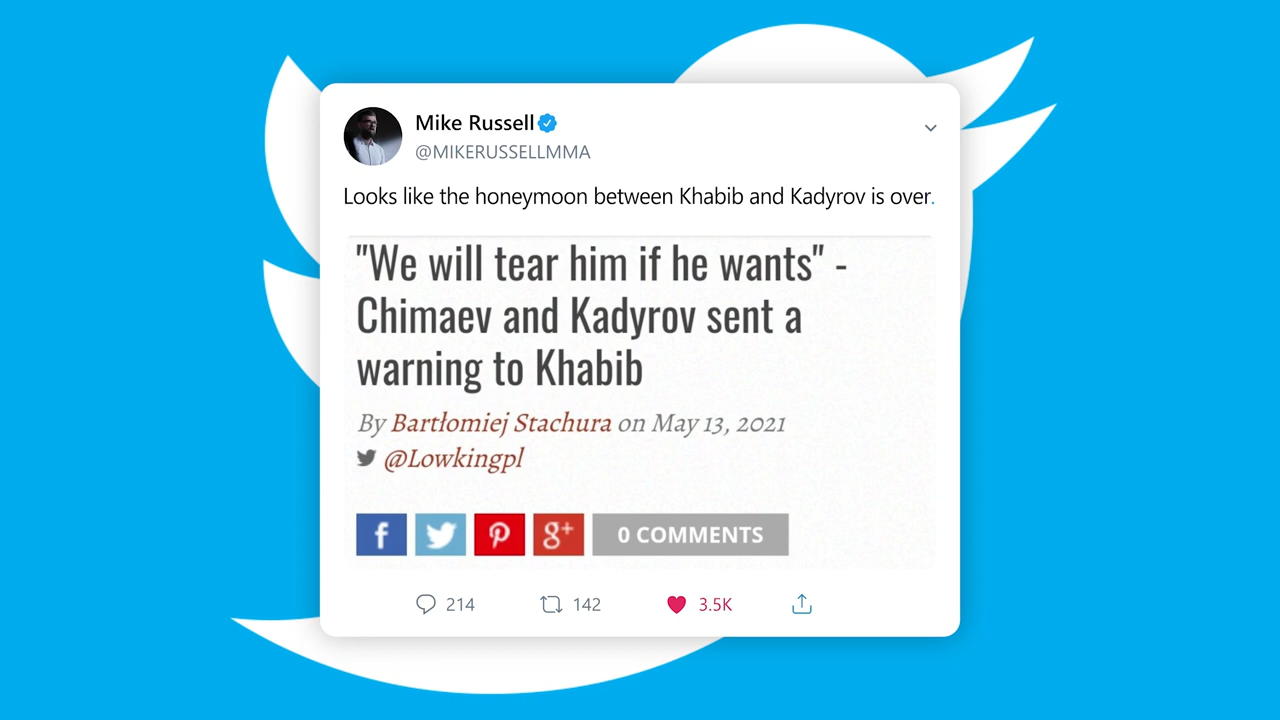 Mike Russell
@MIKERUSSELLMMA
Looks like the honeymoon between Khabib and Kadyrov is over.
"We will tear him if he wants" -
Chimaev and Kadyrov sent a
warning to Khabib
By Bartłomiej Stachura on May 13, 2021
@Lowkingpl
f g+ 0 COMMENTS
214 142 3.5K